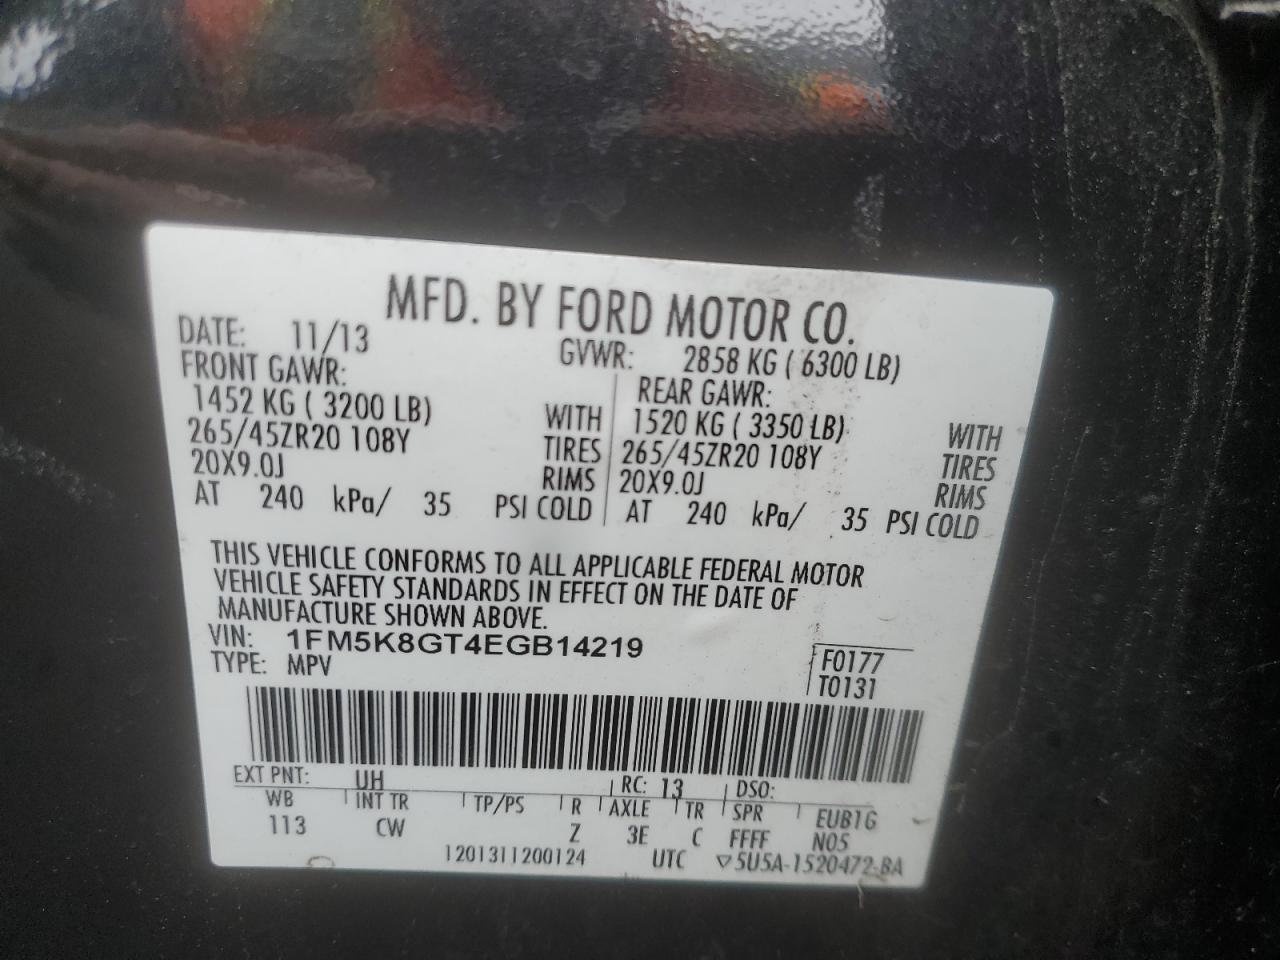 MFD. BY FORD MOTOR CO.
DATE: 11/13 GVWR: 2858 KG ( 6300 LB)
FRONT GAWR: REAR GAWR:
1452 KG ( 3200 LB) WITH 1520 KG ( 3350 LB) WITH
265/45ZR20 108Y TIRES 265/45ZR20 108Y TIRES
20X9.0J RIMS 20X9.0J RIMS
AT 240 kPa/ 35 PSI COLD AT 240 kPa/ 35 PSI COLD
THIS VEHICLE CONFORMS TO ALL APPLICABLE FEDERAL MOTOR
VEHICLE SAFETY STANDARDS IN EFFECT ON THE DATE OF
MANUFACTURE SHOWN ABOVE.
VIN: 1FM5K8GT4EGB14219 F0177
TYPE: MPV T0131
EXT PNT: UH RC: 13 DSO:
WB INT TR TP/PS R AXLE TR SPR EUB1G
113 CW Z 3E C FFFF N05
1201311200124 UTC ▽5U5A-1520472-BA